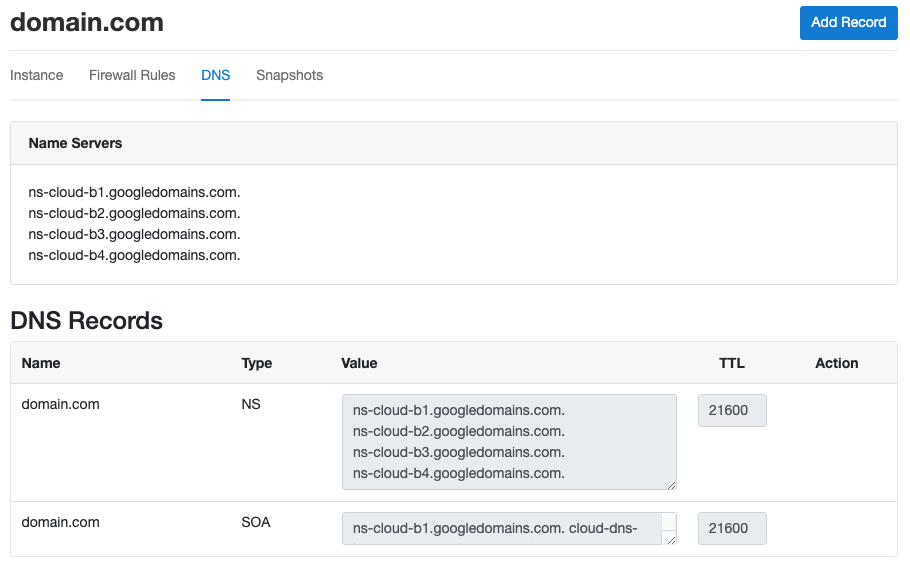 domain.com
Add Record
Instance Firewall Rules DNS Snapshots
Name Servers
ns-cloud-b1.googledomains.com.
ns-cloud-b2.googledomains.com.
ns-cloud-b3.googledomains.com.
ns-cloud-b4.googledomains.com.
DNS Records
Name Type Value TTL Action
domain.com NS ns-cloud-b1.googledomains.com. 21600
ns-cloud-b2.googledomains.com.
ns-cloud-b3.googledomains.com.
ns-cloud-b4.googledomains.com.
domain.com SOA ns-cloud-b1.googledomains.com. cloud-dns- 21600